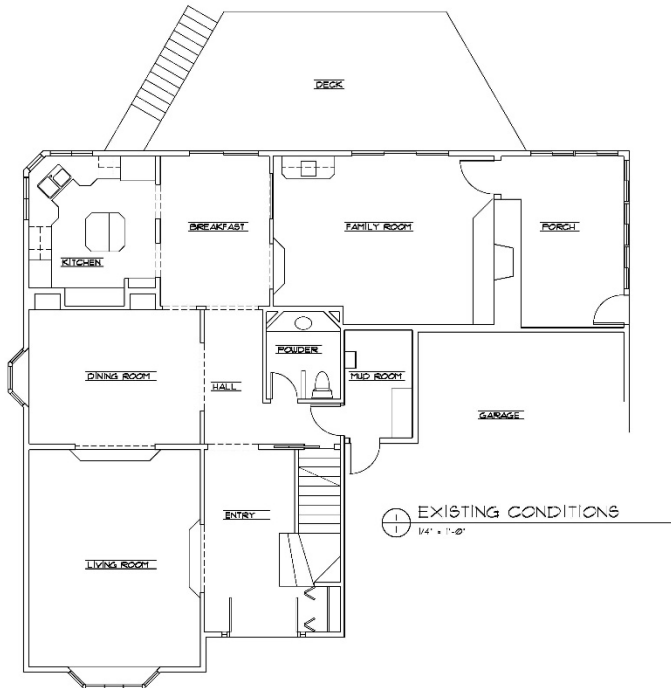 DECK
BREAKFAST
FAMILY ROOM
PORCH
KITCHEN
POWDER
DINING ROOM
MUD ROOM
HALL
GARAGE
ENTRY
1
EXISTING CONDITIONS
1/4" = 1'-0"
LIVING ROOM